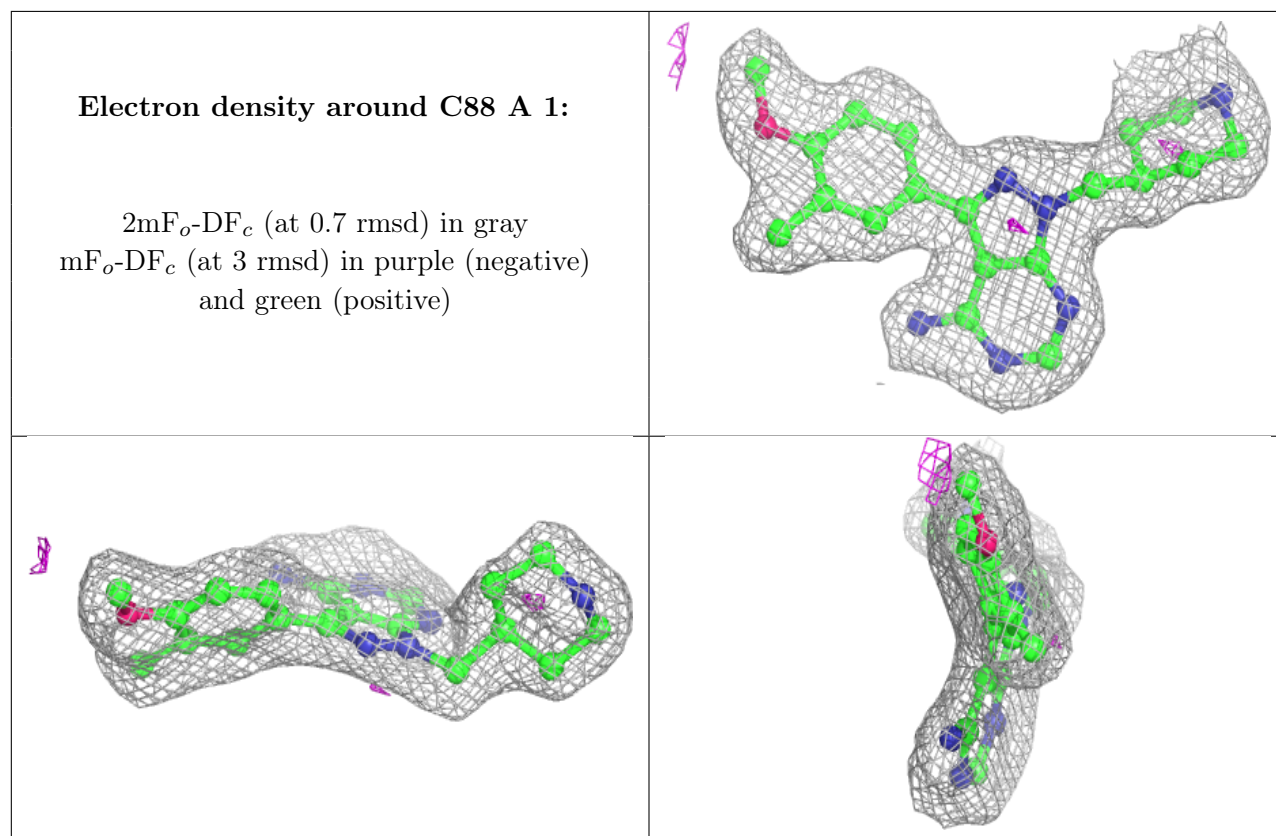 Electron density around C88 A 1:
2mFo-DFc (at 0.7 rmsd) in gray
mFo-DFc (at 3 rmsd) in purple (negative)
and green (positive)